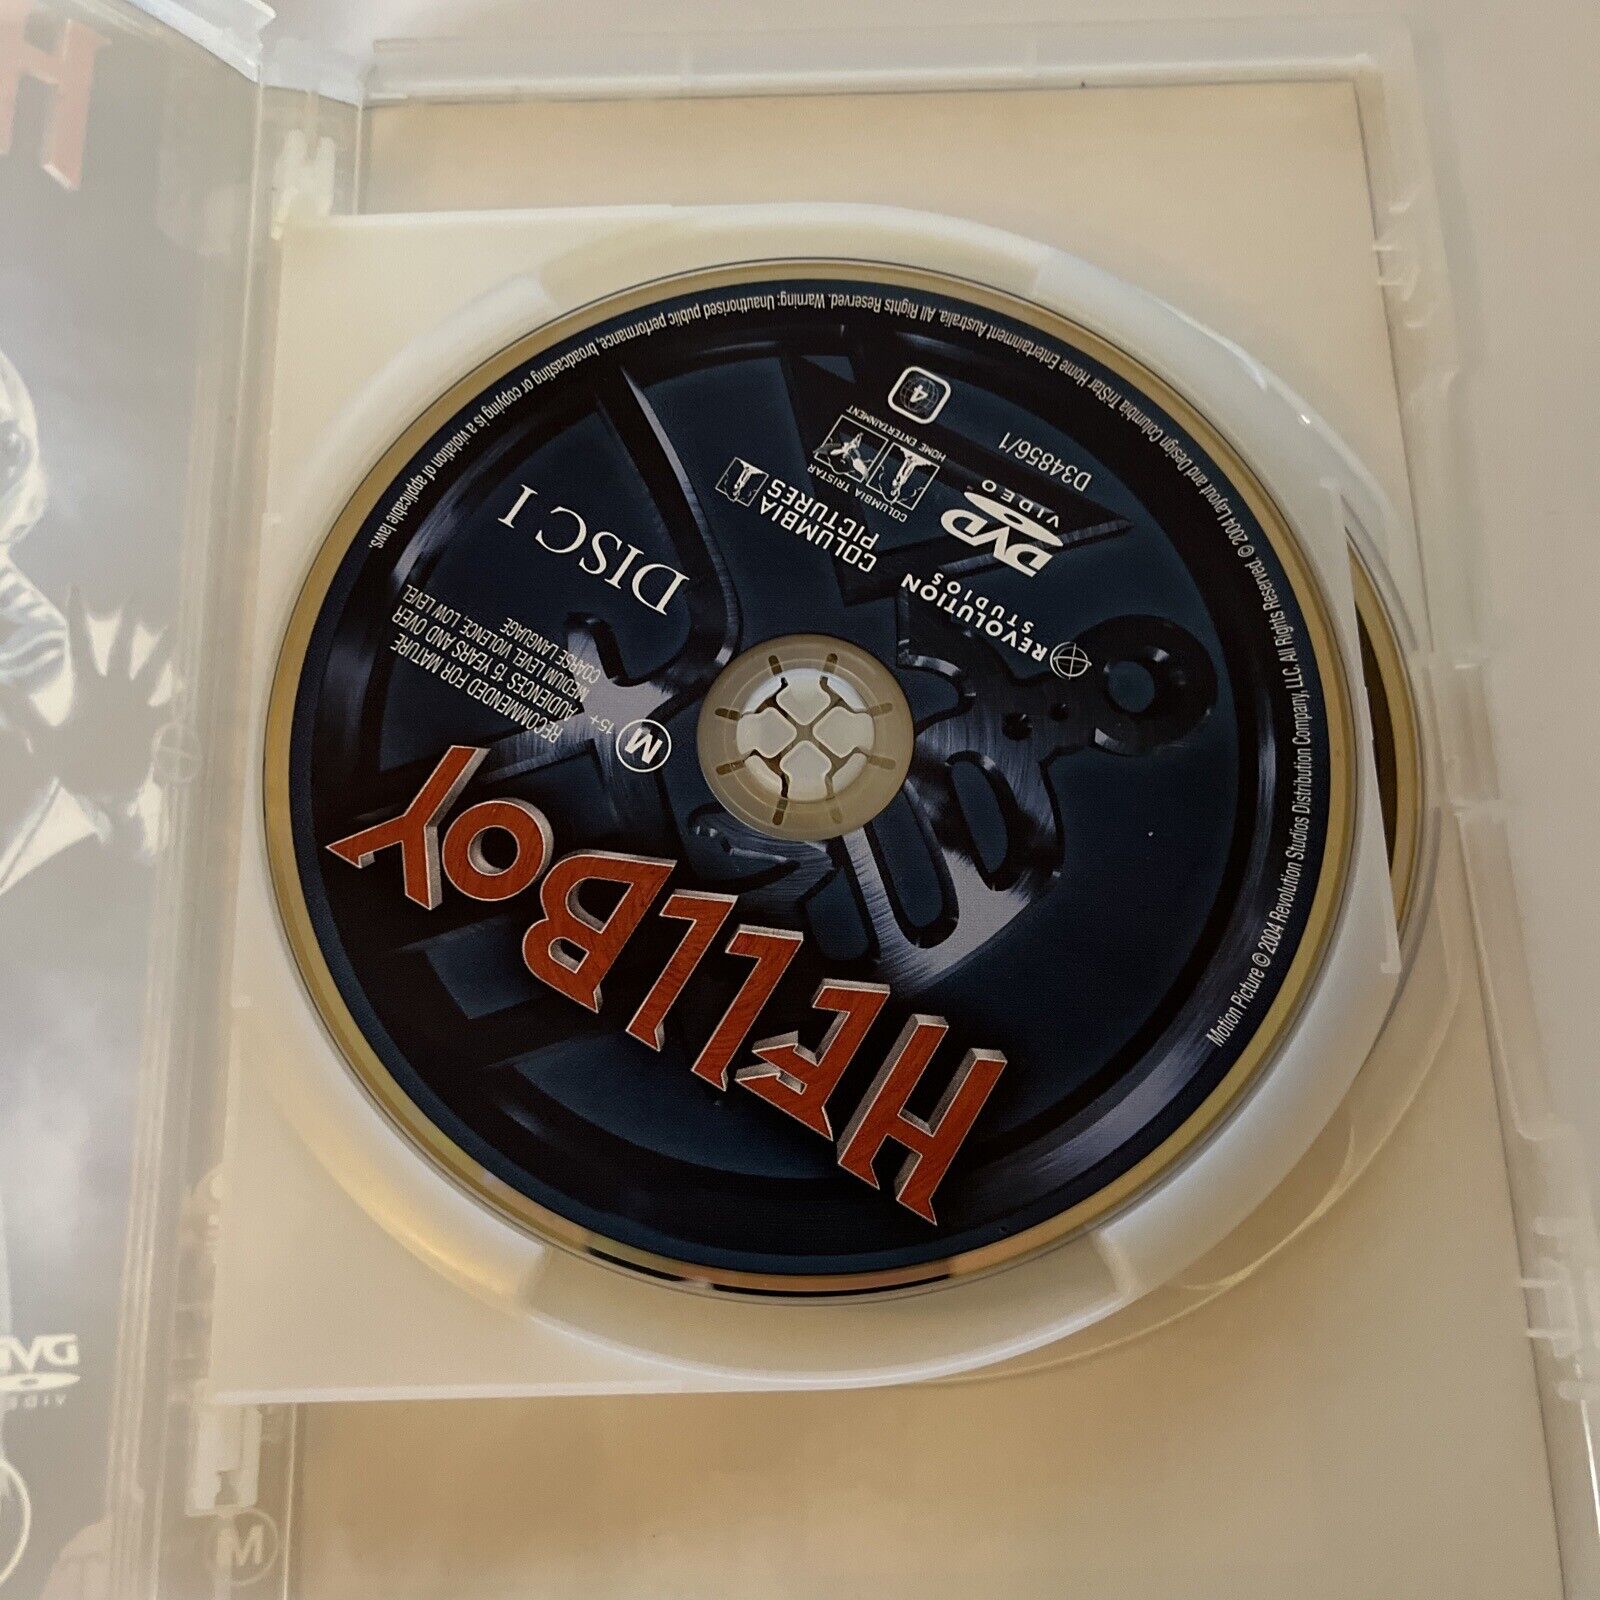 HELLBOY
M
15+
RECOMMENDED FOR MATURE
AUDIENCES 15 YEARS AND OVER
MEDIUM LEVEL VIOLENCE, LOW LEVEL
COARSE LANGUAGE
DISC 1
REVOLUTION
STUDIOS
COLUMBIA
PICTURES
DVD
VIDEO
COLUMBIA TRISTAR
HOME ENTERTAINMENT
4
D34856/1
Motion Picture © 2004 Revolution Studios Distribution Company, LLC. All Rights Reserved. © 2004 Layout and Design Columbia TriStar Home Entertainment Australia. All Rights Reserved. Warning: Unauthorised public performance, broadcasting or copying is a violation of applicable laws.
H
M